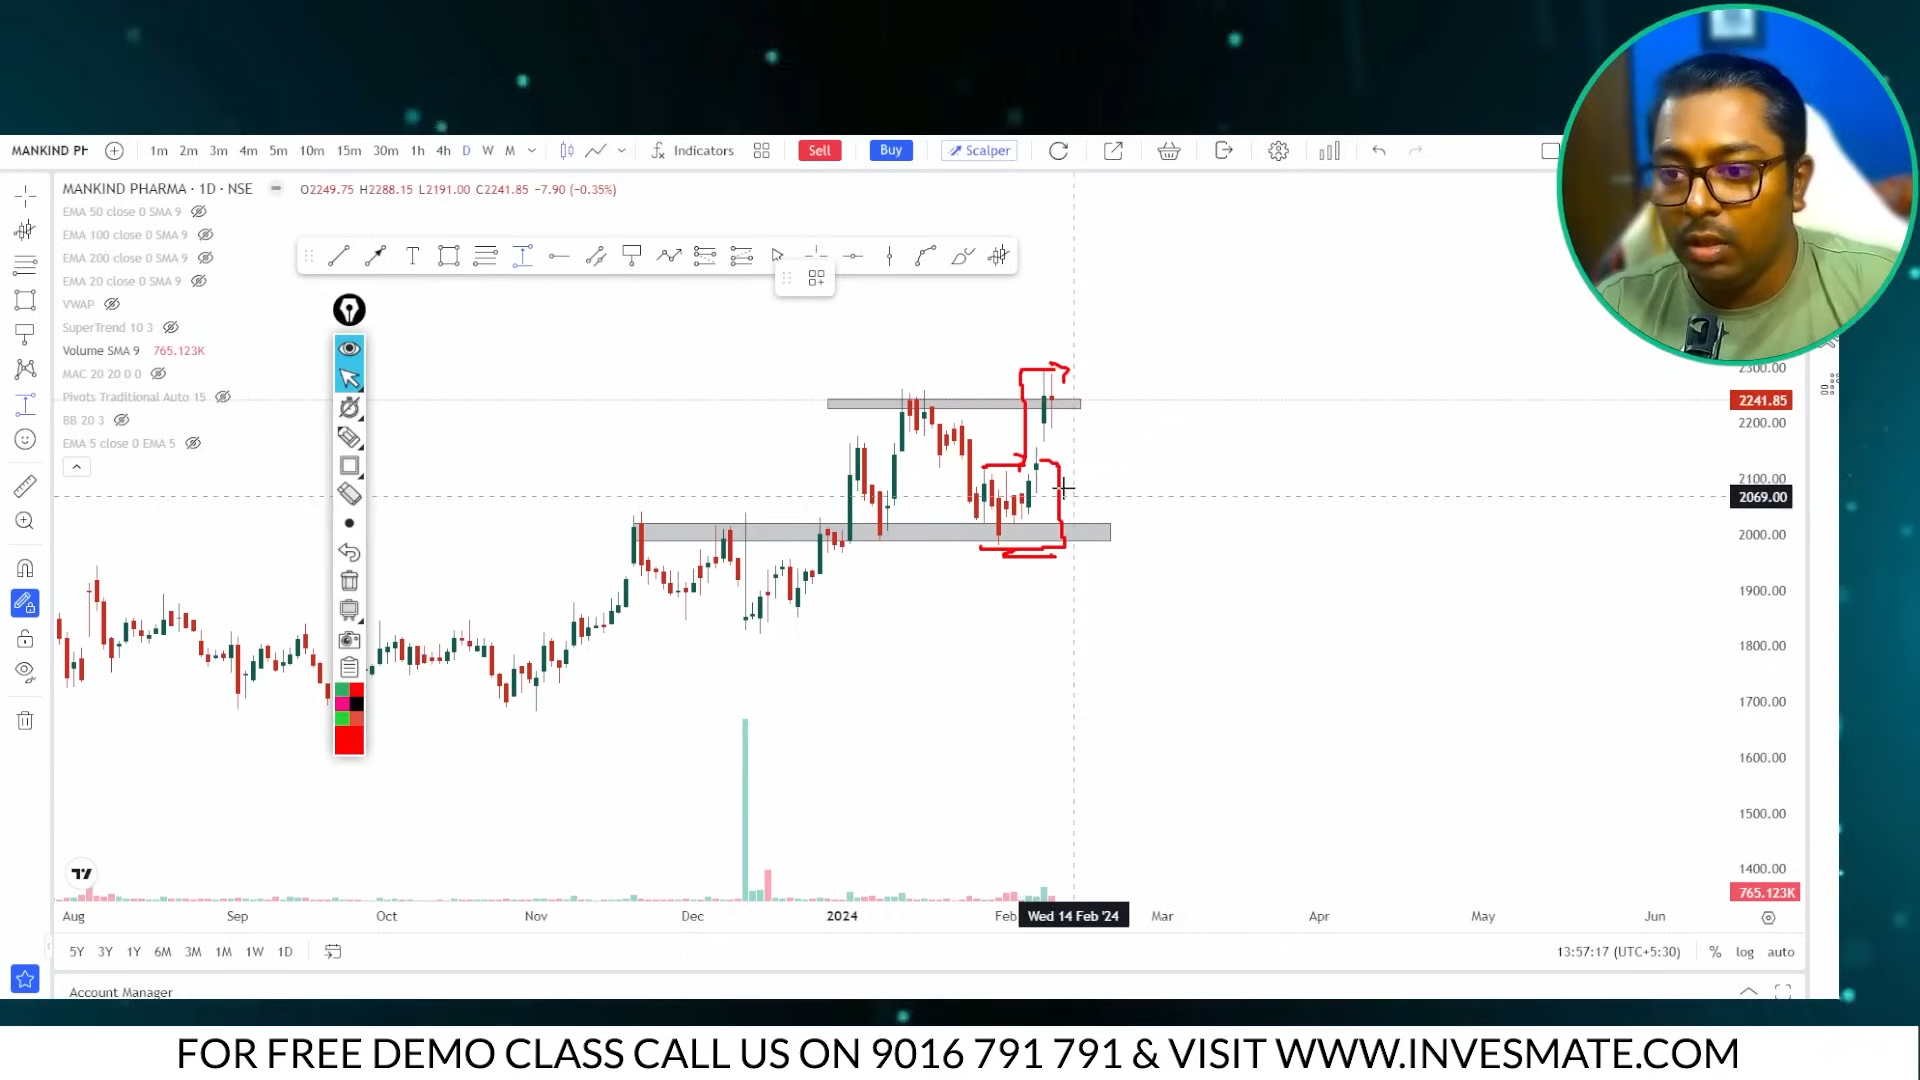 MANKIND PH 1m 2m 3m 4m 5m 10m 15m 30m 1h 4h D W M Indicators Sell Buy Scalper
MANKIND PHARMA · 1D · NSE O2249.75 H2288.15 L2191.00 C2241.85 −7.90 (−0.35%)
EMA 50 close 0 SMA 9
EMA 100 close 0 SMA 9
EMA 200 close 0 SMA 9
EMA 20 close 0 SMA 9
VWAP
SuperTrend 10 3
Volume SMA 9 765.123K
MAC 20 20 0 0
Pivots Traditional Auto 15
BB 20 3
EMA 5 close 0 EMA 5
2300.00
2241.85
2200.00
2100.00
2069.00
2000.00
1900.00
1800.00
1700.00
1600.00
1500.00
1400.00
765.123K
Aug Sep Oct Nov Dec 2024 Feb Wed 14 Feb '24 Mar Apr May Jun
5Y 3Y 1Y 6M 3M 1M 1W 1D 13:57:17 (UTC+5:30) % log auto
Account Manager
FOR FREE DEMO CLASS CALL US ON 9016 791 791 & VISIT WWW.INVESMATE.COM